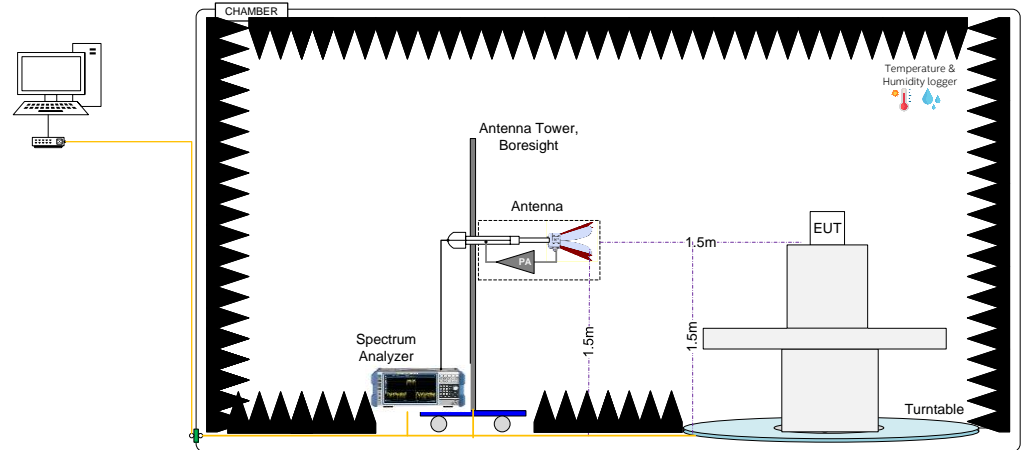 CHAMBER
Temperature &
Humidity logger
Antenna Tower,
Boresight
Antenna
PA
1.5m
EUT
1.5m
1.5m
Spectrum
Analyzer
Turntable